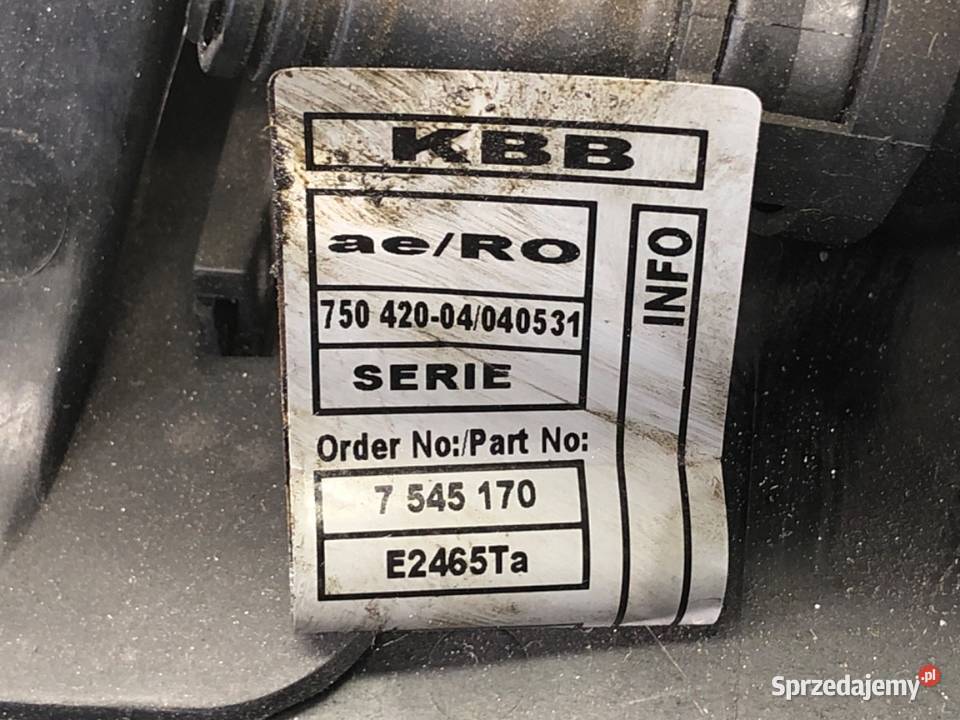 KBB
ae/RO
750 420-04/040531
SERIE
INFO
Order No:/Part No:
7 545 170
E2465Ta
Sprzedajemy.pl